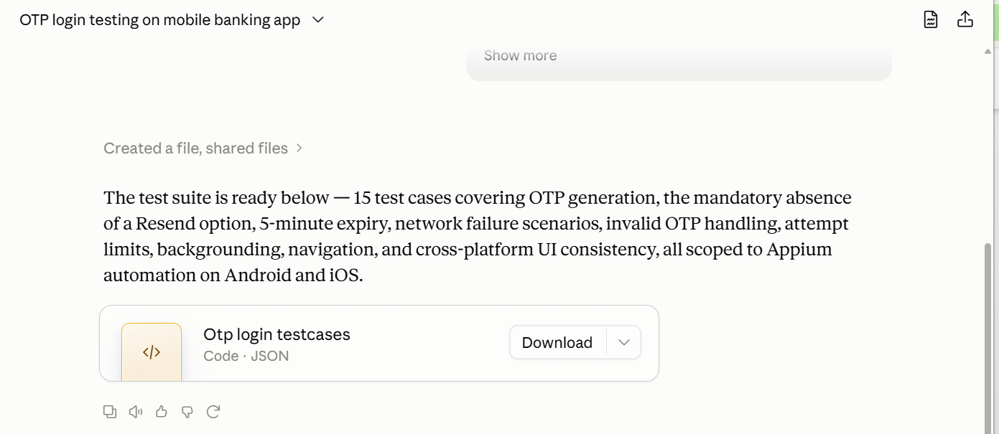 OTP login testing on mobile banking app
Show more
Created a file, shared files
The test suite is ready below — 15 test cases covering OTP generation, the mandatory absence
of a Resend option, 5-minute expiry, network failure scenarios, invalid OTP handling, attempt
limits, backgrounding, navigation, and cross-platform UI consistency, all scoped to Appium
automation on Android and iOS.
Otp login testcases
Code · JSON
Download